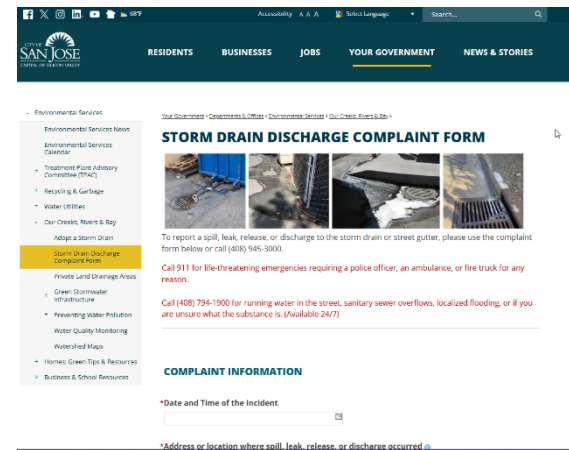 68°F
Accessibility A A A
Select Language
Search...
CITY OF
SAN JOSE
CAPITAL OF SILICON VALLEY
RESIDENTS
BUSINESSES
JOBS
YOUR GOVERNMENT
NEWS & STORIES
Environmental Services
Environmental Services News
Environmental Services
Calendar
Treatment Plant Advisory
Committee (TPAC)
Recycling & Garbage
Water Utilities
Our Creeks, Rivers & Bay
Adopt a Storm Drain
Storm Drain Discharge
Complaint Form
Private Land Drainage Areas
Green Stormwater
Infrastructure
Preventing Water Pollution
Water Quality Monitoring
Watershed Maps
Homes: Green Tips & Resources
Business & School Resources
Your Government > Departments & Offices > Environmental Services > Our Creeks, Rivers & Bay >
STORM DRAIN DISCHARGE COMPLAINT FORM
To report a spill, leak, release, or discharge to the storm drain or street gutter, please use the complaint
form below or call (408) 945-3000.
Call 911 for life-threatening emergencies requiring a police officer, an ambulance, or fire truck for any
reason.
Call (408) 794-1900 for running water in the street, sanitary sewer overflows, localized flooding, or if you
are unsure what the substance is. (Available 24/7)
COMPLAINT INFORMATION
*Date and Time of the Incident
*Address or location where spill, leak, release, or discharge occurred